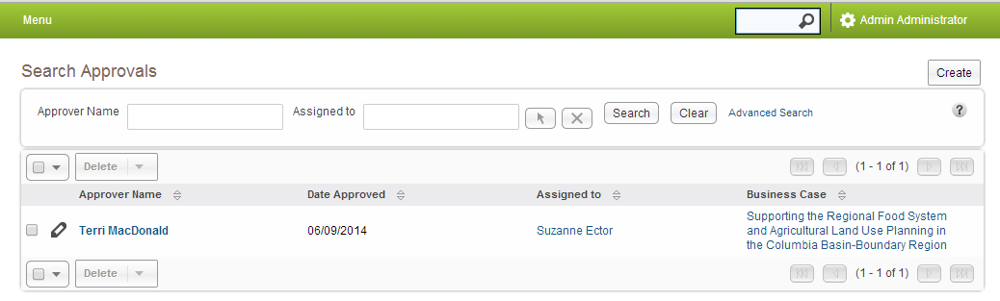 Menu
Admin Administrator
Search Approvals
Create
Approver Name
Assigned to
Search
Clear
Advanced Search
?
Delete
(1 - 1 of 1)
Approver Name
Date Approved
Assigned to
Business Case
Terri MacDonald
06/09/2014
Suzanne Ector
Supporting the Regional Food System
and Agricultural Land Use Planning in
the Columbia Basin-Boundary Region
Delete
(1 - 1 of 1)